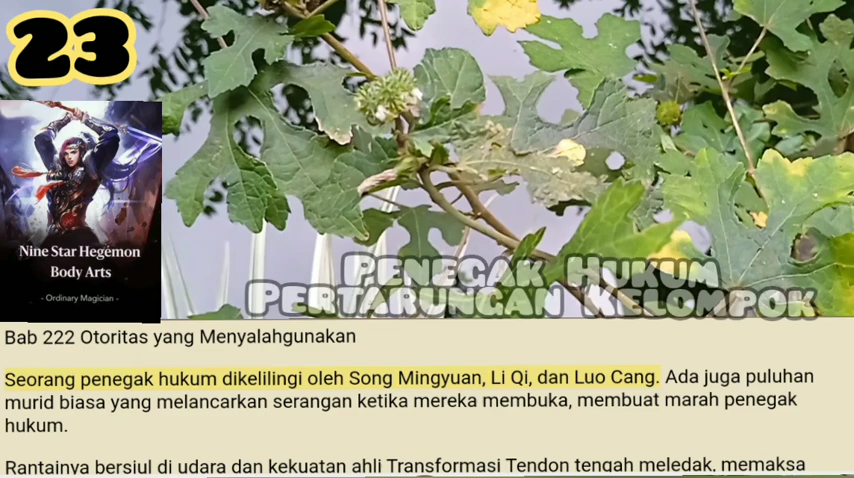 23
Nine Star Hegemon
Body Arts
- Ordinary Magician -
Penegak Hukum
Pertarungan Kelompok
Bab 222 Otoritas yang Menyalahgunakan
Seorang penegak hukum dikelilingi oleh Song Mingyuan, Li Qi, dan Luo Cang. Ada juga puluhan
murid biasa yang melancarkan serangan ketika mereka membuka, membuat marah penegak
hukum.
Rantainya bersiul di udara dan kekuatan ahli Transformasi Tendon tengah meledak, memaksa